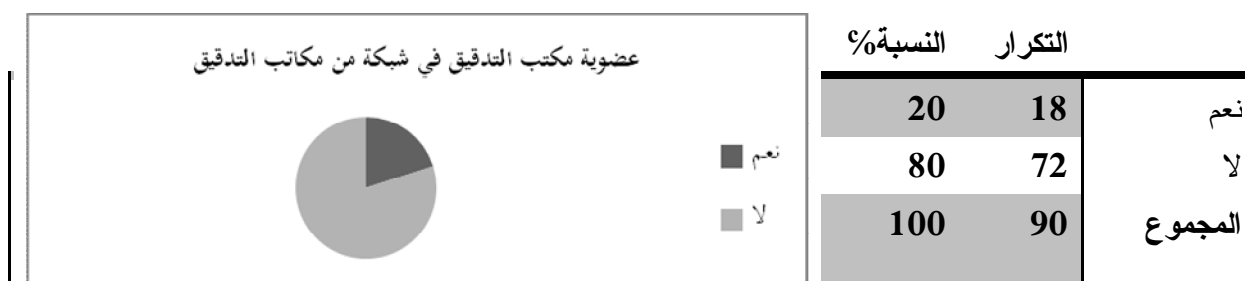 التكرار النسبة%
نعم 18 20
لا 72 80
المجموع 90 100
عضوية مكتب التدقيق في شبكة من مكاتب التدقيق
نعم
لا